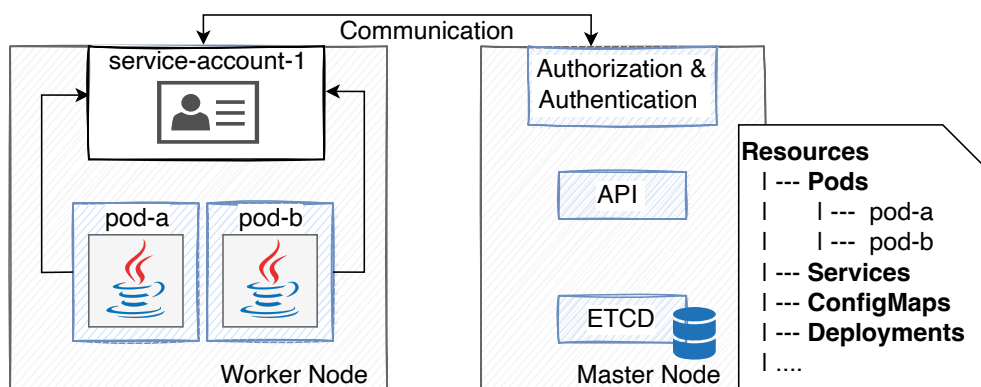 Communication
service-account-1
pod-a
pod-b
Worker Node
Authorization &
Authentication
API
ETCD
Master Node
Resources
| --- Pods
| | --- pod-a
| | --- pod-b
| --- Services
| --- ConfigMaps
| --- Deployments
| ....